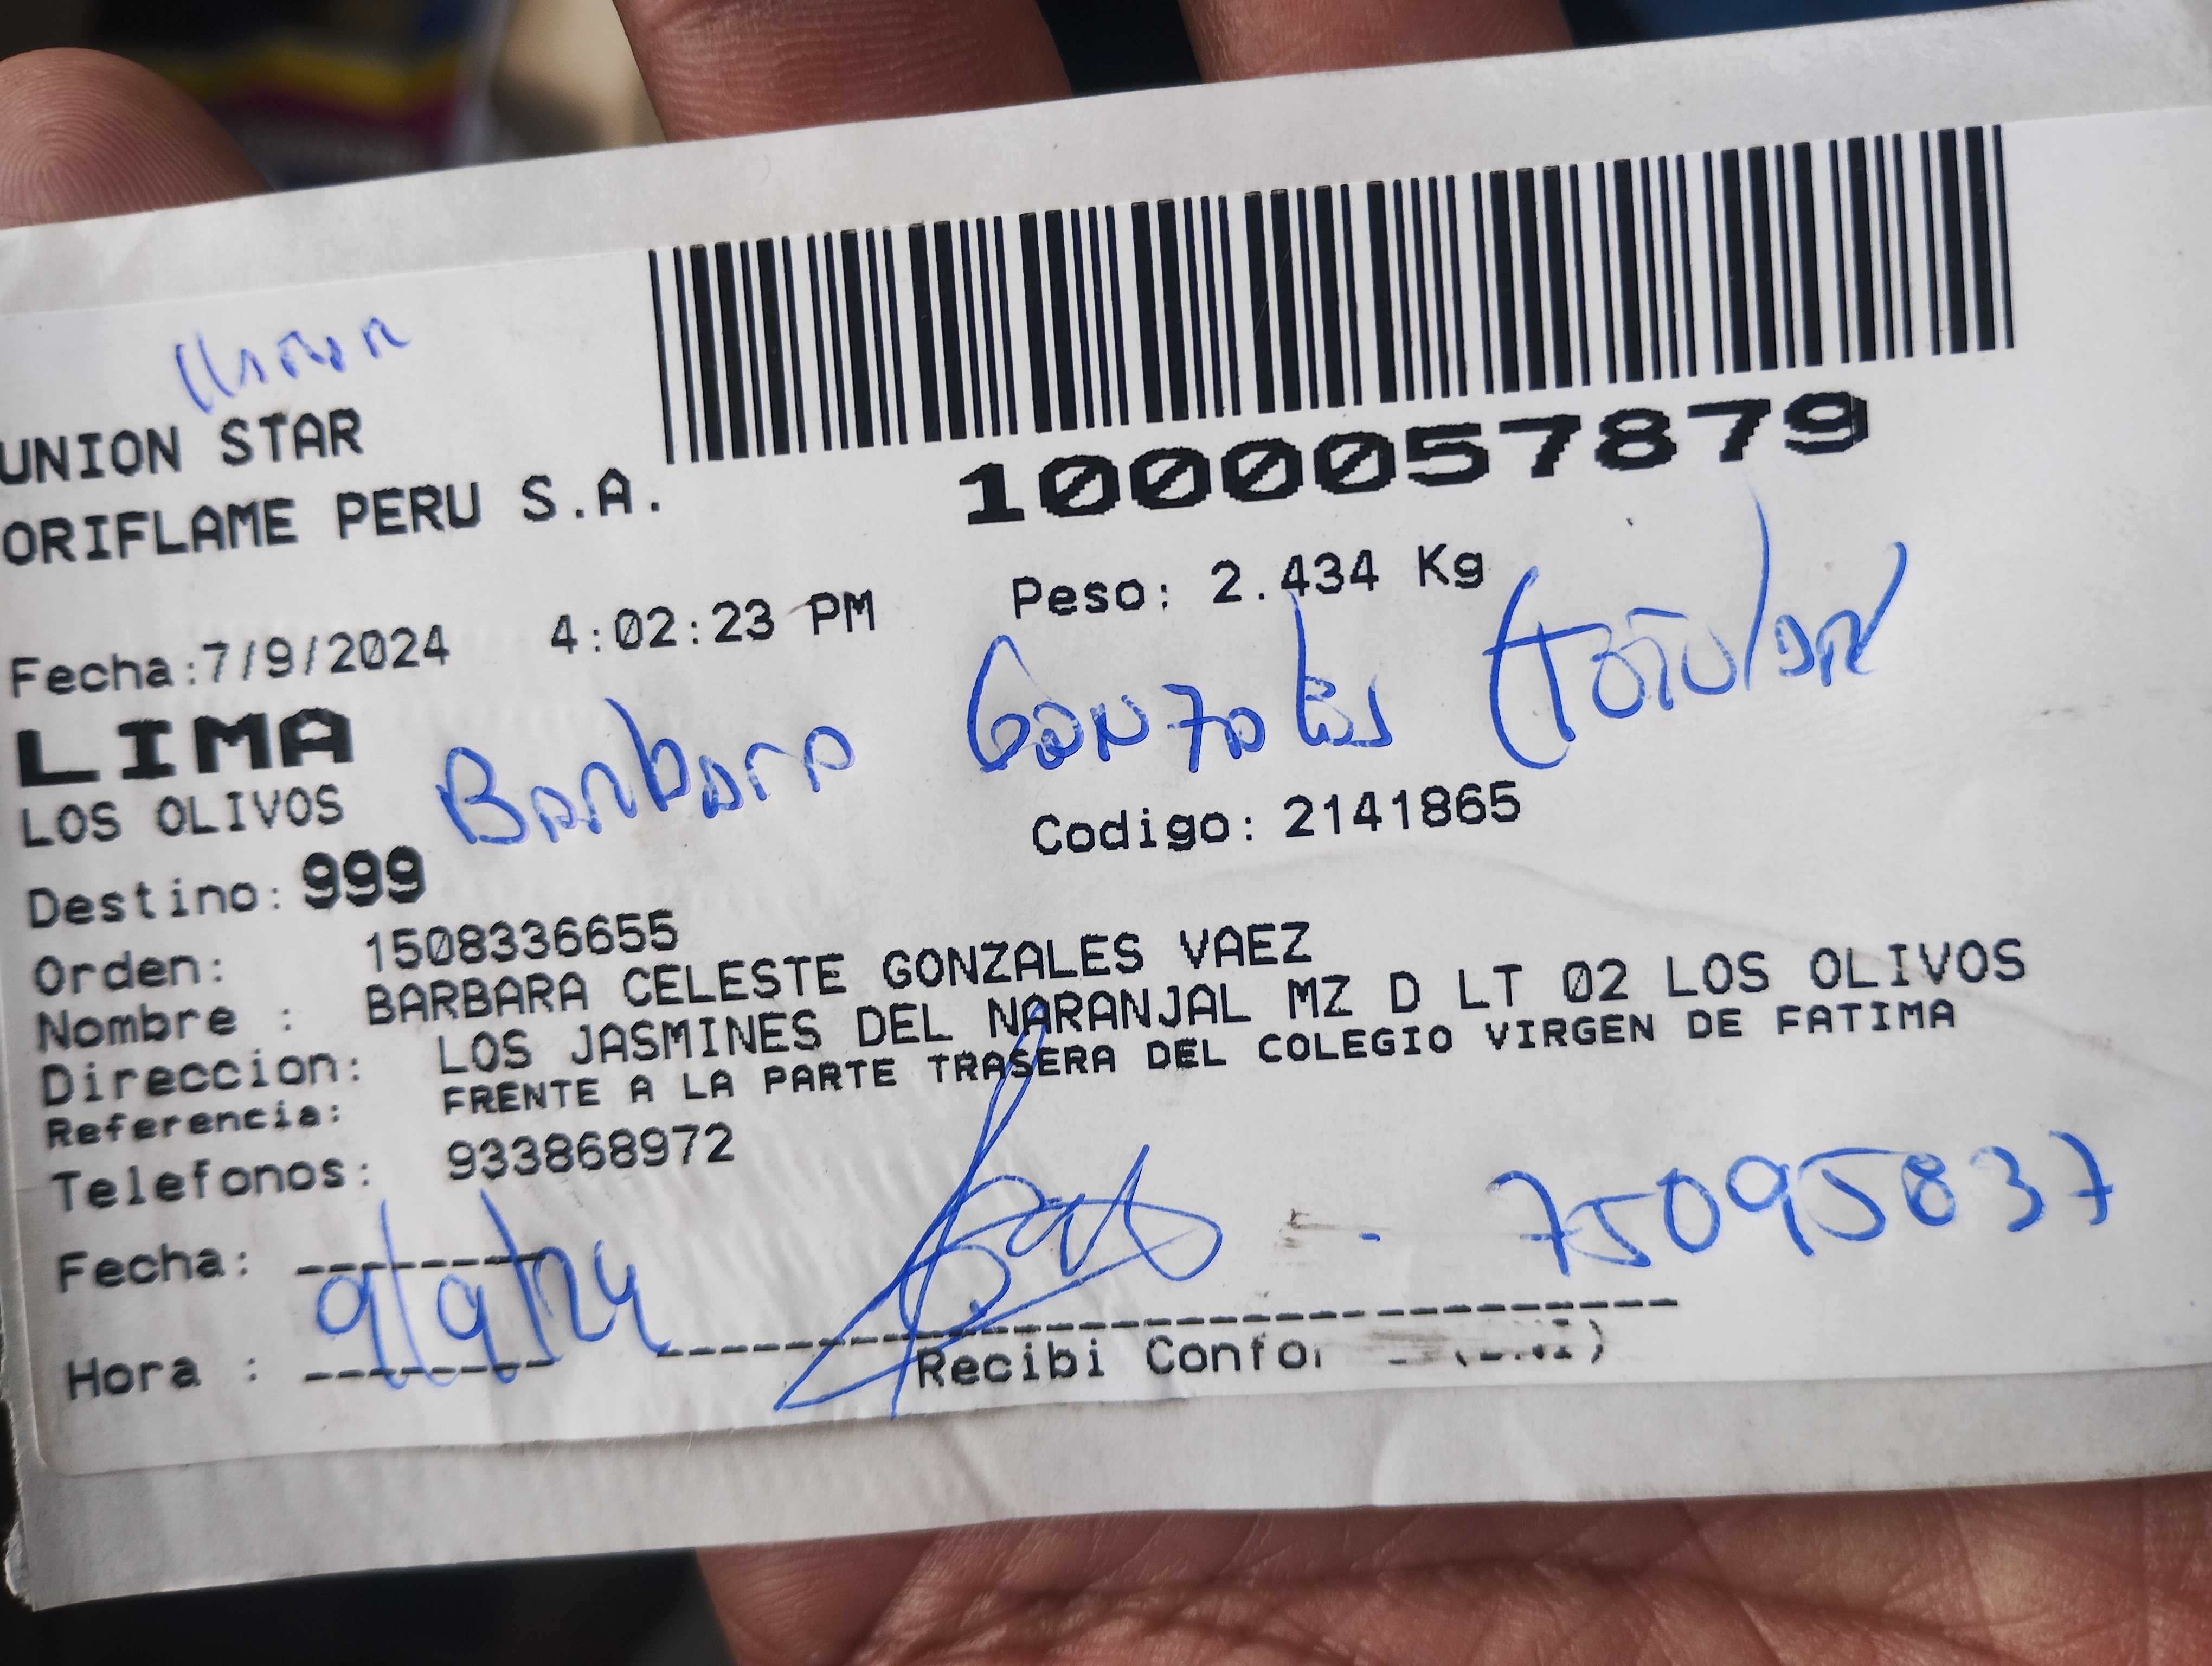 UNION STAR
ORIFLAME PERU S.A.
1000057879
Fecha:7/9/2024 4:02:23 PM Peso: 2.434 Kg
LIMA
LOS OLIVOS
Barbara Gonzales (Titular)
Destino: 999 Codigo: 2141865
Orden: 1508336655
Nombre : BARBARA CELESTE GONZALES VAEZ
Direccion: LOS JASMINES DEL NARANJAL MZ D LT 02 LOS OLIVOS
Referencia: FRENTE A LA PARTE TRASERA DEL COLEGIO VIRGEN DE FATIMA
Telefonos: 933868972
75095837
Fecha: 9/9/24
Hora :
Recibi